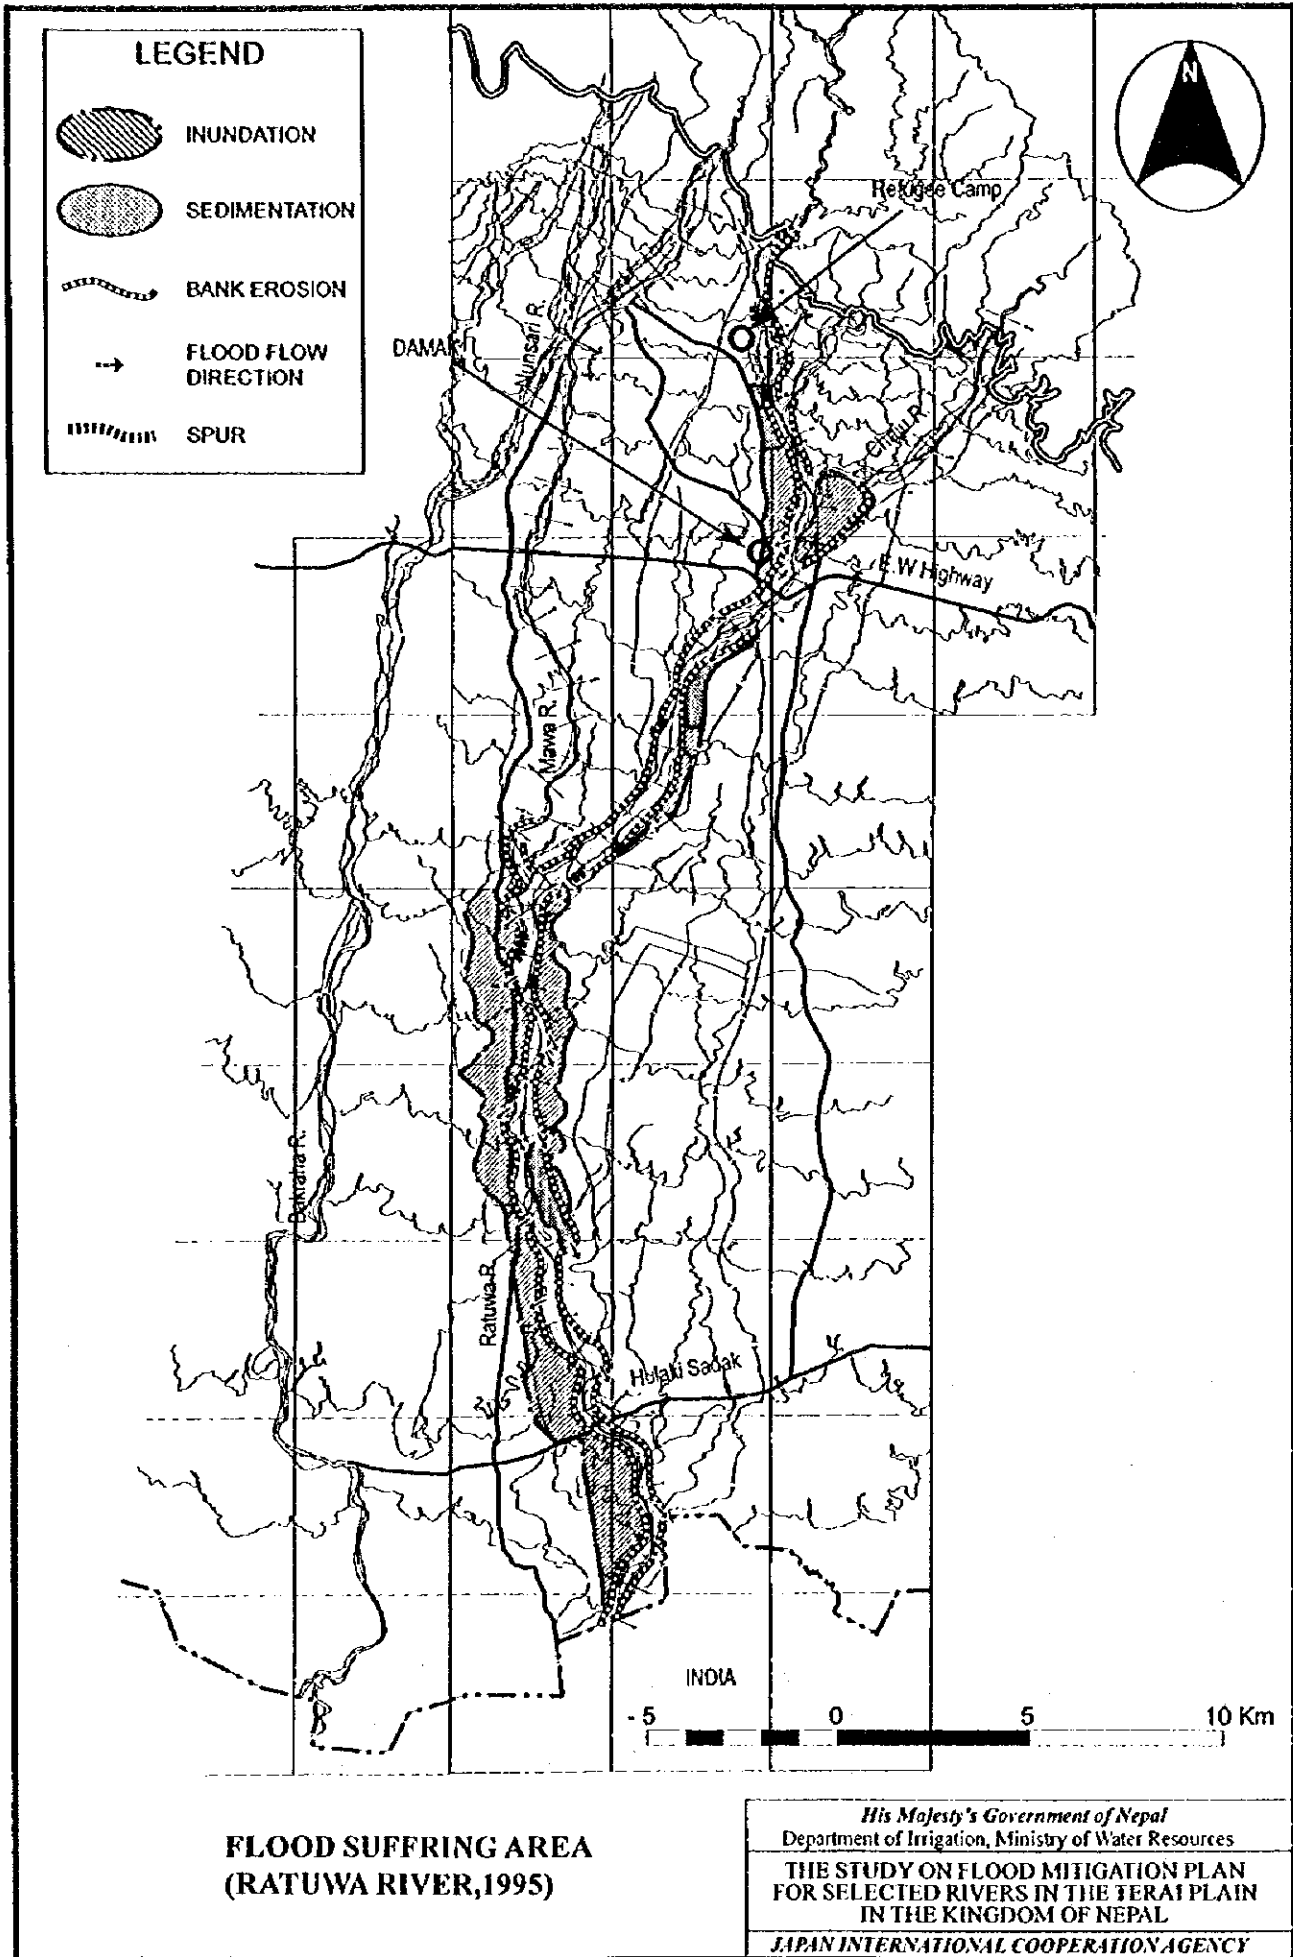 LEGEND
INUNDATION
SEDIMENTATION
BANK EROSION
FLOOD FLOW
DIRECTION
SPUR
N
Refugee Camp
DAMAK
Nunsari R.
Chaju R.
E.W Highway
Mawa R.
Bakraha R.
Ratuwa R.
Hulaki Sadak
INDIA
- 5 0 5 10 Km
FLOOD SUFFRING AREA
(RATUWA RIVER,1995)
His Majesty's Government of Nepal
Department of Irrigation, Ministry of Water Resources
THE STUDY ON FLOOD MITIGATION PLAN
FOR SELECTED RIVERS IN THE TERAI PLAIN
IN THE KINGDOM OF NEPAL
JAPAN INTERNATIONAL COOPERATION AGENCY